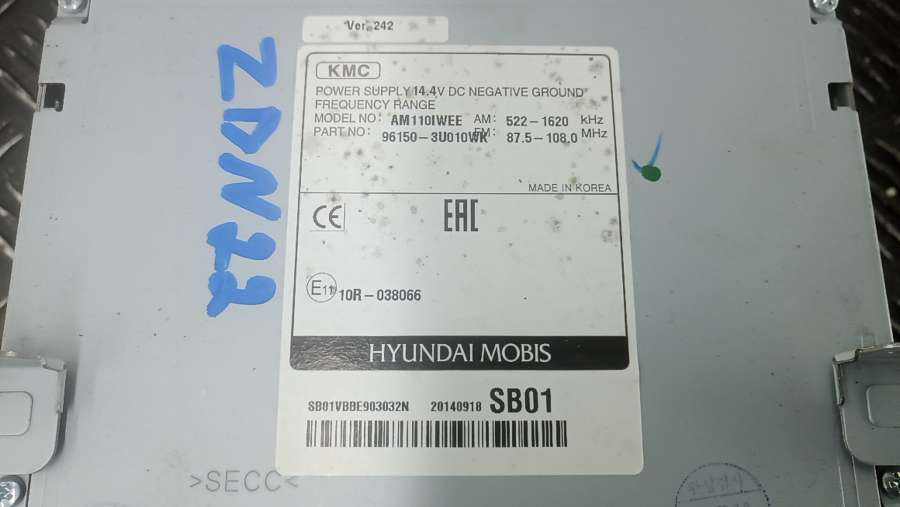 Ver. 242
KMC
POWER SUPPLY 14.4V DC NEGATIVE GROUND
FREQUENCY RANGE
MODEL NO: AM110IWEE AM: 522-1620 kHz
PART NO: 96150-3U010WK FM: 87.5-108.0 MHz
MADE IN KOREA
CE EAC
E11 10R-038066
HYUNDAI MOBIS
SB01VBBE903032N 20140918 SB01
>SECC<